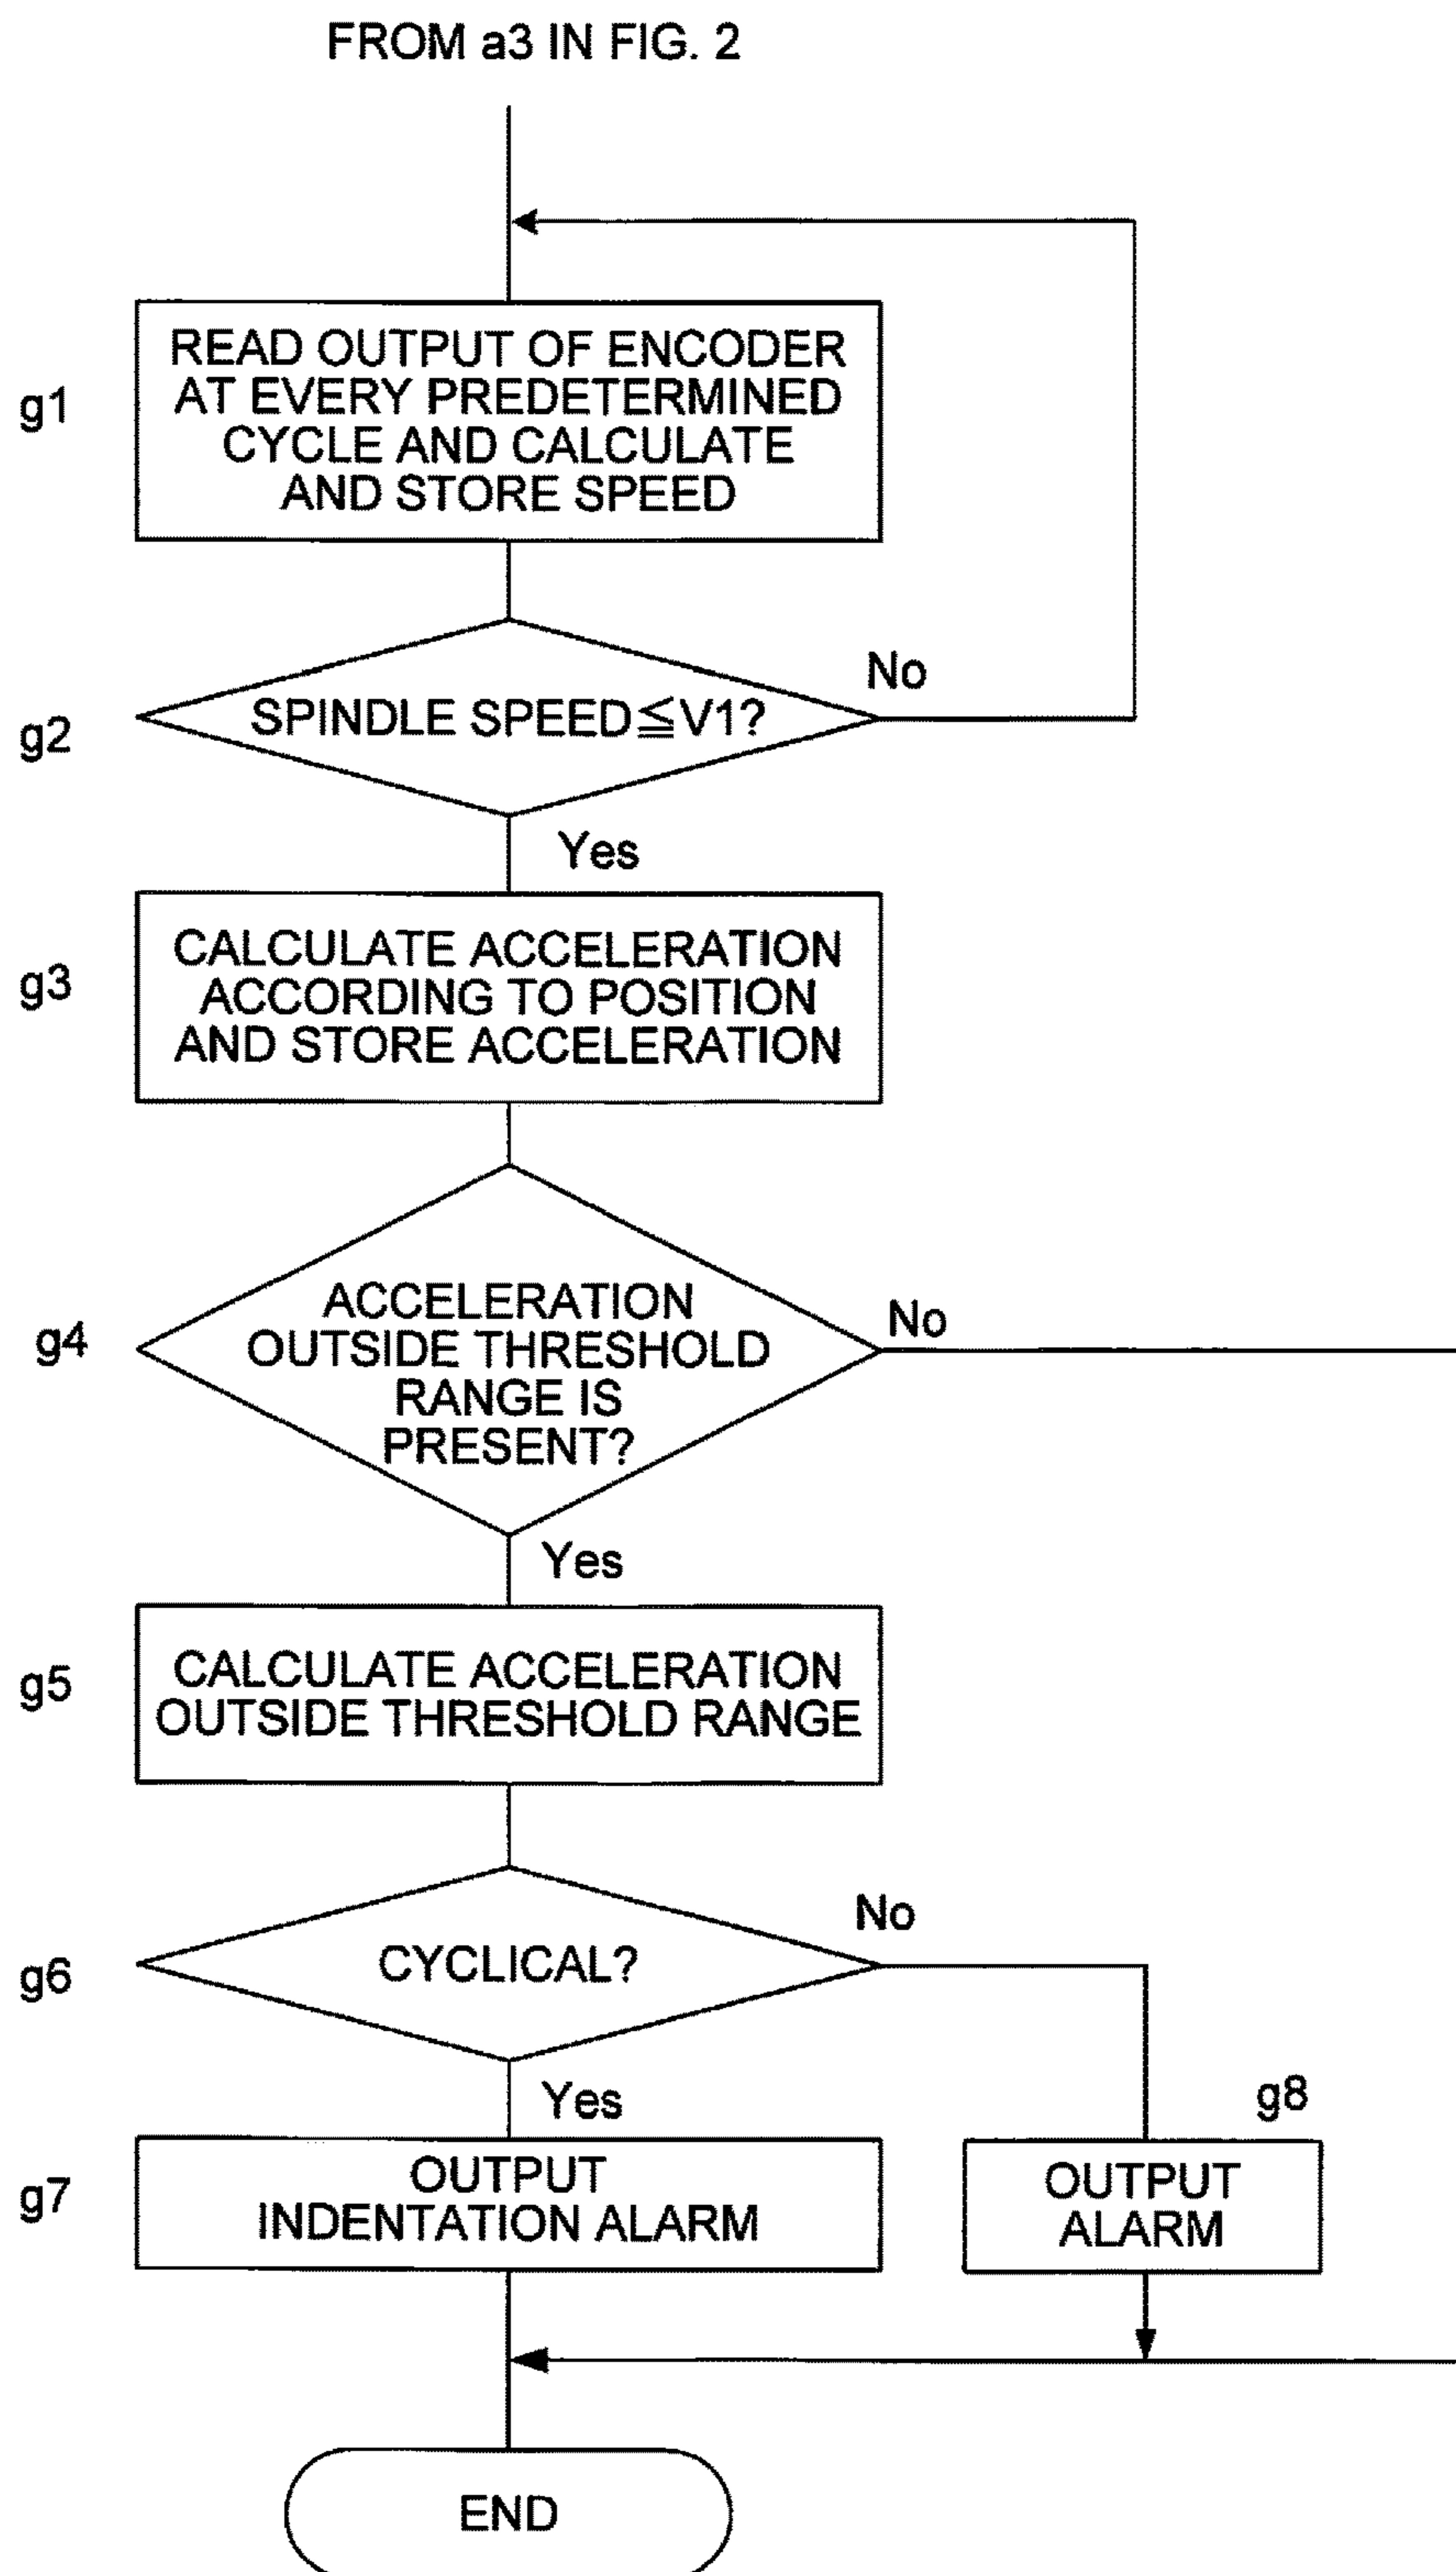 FROM a3 IN FIG. 2
g1
READ OUTPUT OF ENCODER
AT EVERY PREDETERMINED
CYCLE AND CALCULATE
AND STORE SPEED
No
g2
SPINDLE SPEED≦V1?
Yes
g3
CALCULATE ACCELERATION
ACCORDING TO POSITION
AND STORE ACCELERATION
g4
ACCELERATION
OUTSIDE THRESHOLD
RANGE IS
PRESENT?
No
Yes
g5
CALCULATE ACCELERATION
OUTSIDE THRESHOLD RANGE
No
g6
CYCLICAL?
Yes
g8
g7
OUTPUT
INDENTATION ALARM
OUTPUT
ALARM
END